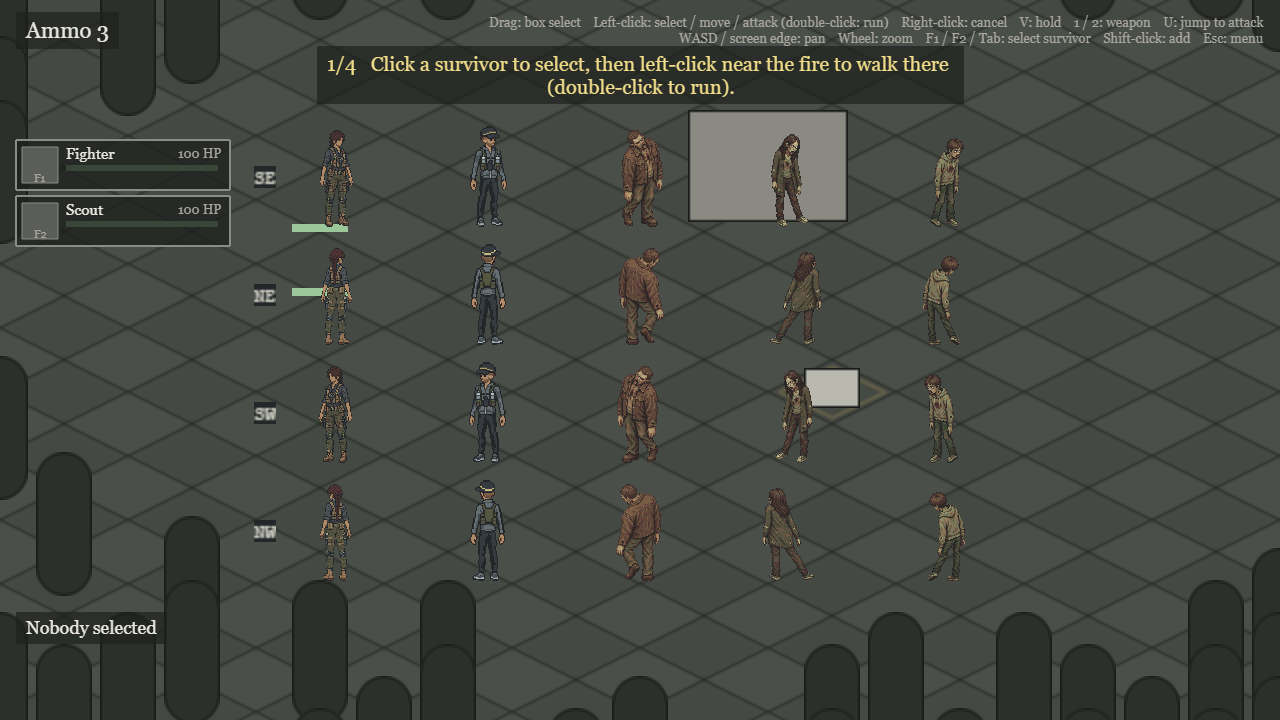 Ammo 3
Drag: box select Left-click: select / move / attack (double-click: run) Right-click: cancel V: hold 1 / 2: weapon U: jump to attack
WASD / screen edge: pan Wheel: zoom F1 / F2 / Tab: select survivor Shift-click: add Esc: menu
1/4 Click a survivor to select, then left-click near the fire to walk there
(double-click to run).
Fighter 100 HP
F1
Scout 100 HP
F2
SE
NE
SW
NW
Nobody selected